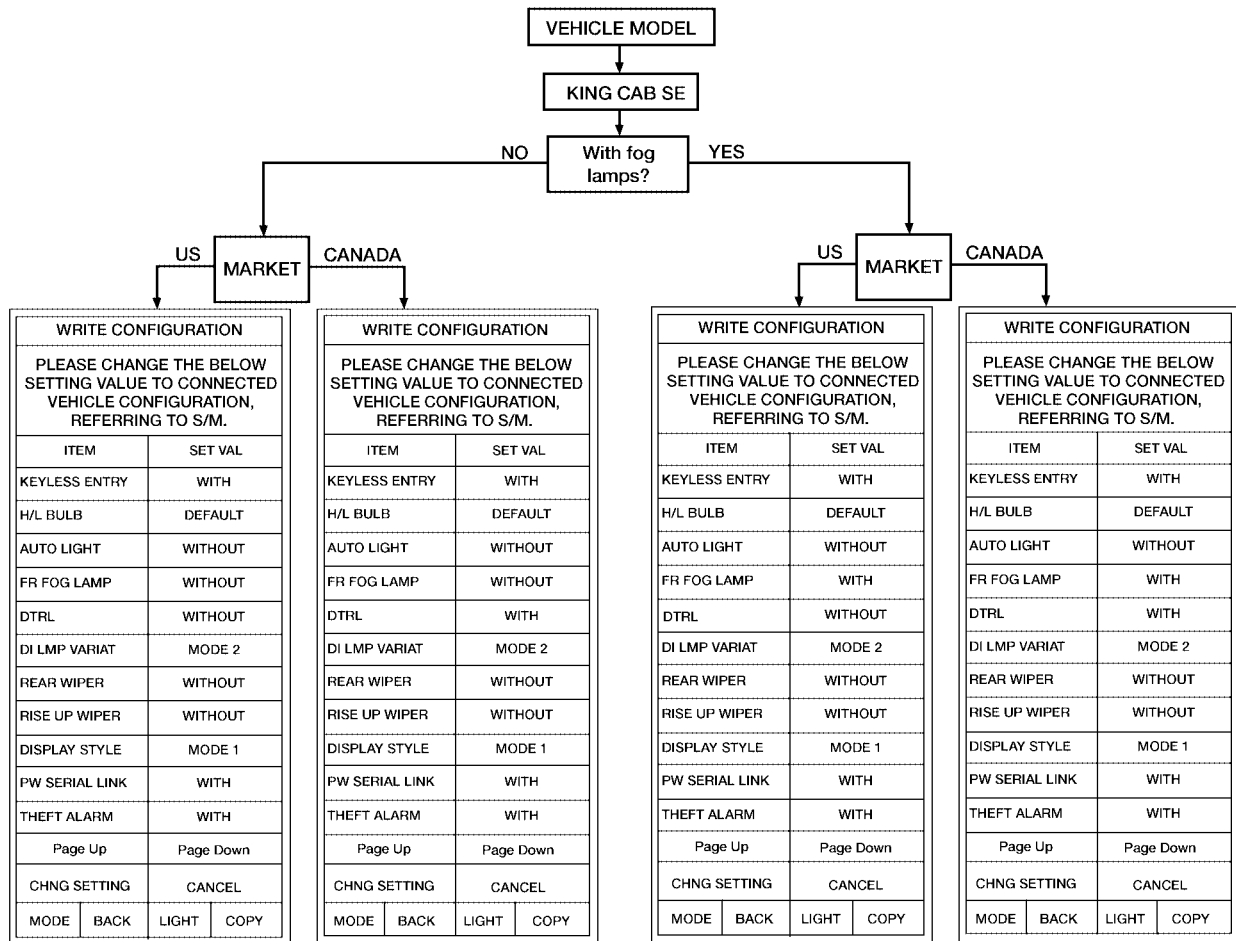 VEHICLE MODEL
KING CAB SE
With fog
lamps?
NO
YES
US
MARKET
CANADA
US
MARKET
CANADA
WRITE CONFIGURATION
PLEASE CHANGE THE BELOW
SETTING VALUE TO CONNECTED
VEHICLE CONFIGURATION,
REFERRING TO S/M.
ITEM SET VAL
KEYLESS ENTRY WITH
H/L BULB DEFAULT
AUTO LIGHT WITHOUT
FR FOG LAMP WITHOUT
DTRL WITHOUT
DI LMP VARIAT MODE 2
REAR WIPER WITHOUT
RISE UP WIPER WITHOUT
DISPLAY STYLE MODE 1
PW SERIAL LINK WITH
THEFT ALARM WITH
Page Up Page Down
CHNG SETTING CANCEL
MODE BACK LIGHT COPY
WRITE CONFIGURATION
PLEASE CHANGE THE BELOW
SETTING VALUE TO CONNECTED
VEHICLE CONFIGURATION,
REFERRING TO S/M.
ITEM SET VAL
KEYLESS ENTRY WITH
H/L BULB DEFAULT
AUTO LIGHT WITHOUT
FR FOG LAMP WITHOUT
DTRL WITH
DI LMP VARIAT MODE 2
REAR WIPER WITHOUT
RISE UP WIPER WITHOUT
DISPLAY STYLE MODE 1
PW SERIAL LINK WITH
THEFT ALARM WITH
Page Up Page Down
CHNG SETTING CANCEL
MODE BACK LIGHT COPY
WRITE CONFIGURATION
PLEASE CHANGE THE BELOW
SETTING VALUE TO CONNECTED
VEHICLE CONFIGURATION,
REFERRING TO S/M.
ITEM SET VAL
KEYLESS ENTRY WITH
H/L BULB DEFAULT
AUTO LIGHT WITHOUT
FR FOG LAMP WITH
DTRL WITHOUT
DI LMP VARIAT MODE 2
REAR WIPER WITHOUT
RISE UP WIPER WITHOUT
DISPLAY STYLE MODE 1
PW SERIAL LINK WITH
THEFT ALARM WITH
Page Up Page Down
CHNG SETTING CANCEL
MODE BACK LIGHT COPY
WRITE CONFIGURATION
PLEASE CHANGE THE BELOW
SETTING VALUE TO CONNECTED
VEHICLE CONFIGURATION,
REFERRING TO S/M.
ITEM SET VAL
KEYLESS ENTRY WITH
H/L BULB DEFAULT
AUTO LIGHT WITHOUT
FR FOG LAMP WITH
DTRL WITH
DI LMP VARIAT MODE 2
REAR WIPER WITHOUT
RISE UP WIPER WITHOUT
DISPLAY STYLE MODE 1
PW SERIAL LINK WITH
THEFT ALARM WITH
Page Up Page Down
CHNG SETTING CANCEL
MODE BACK LIGHT COPY